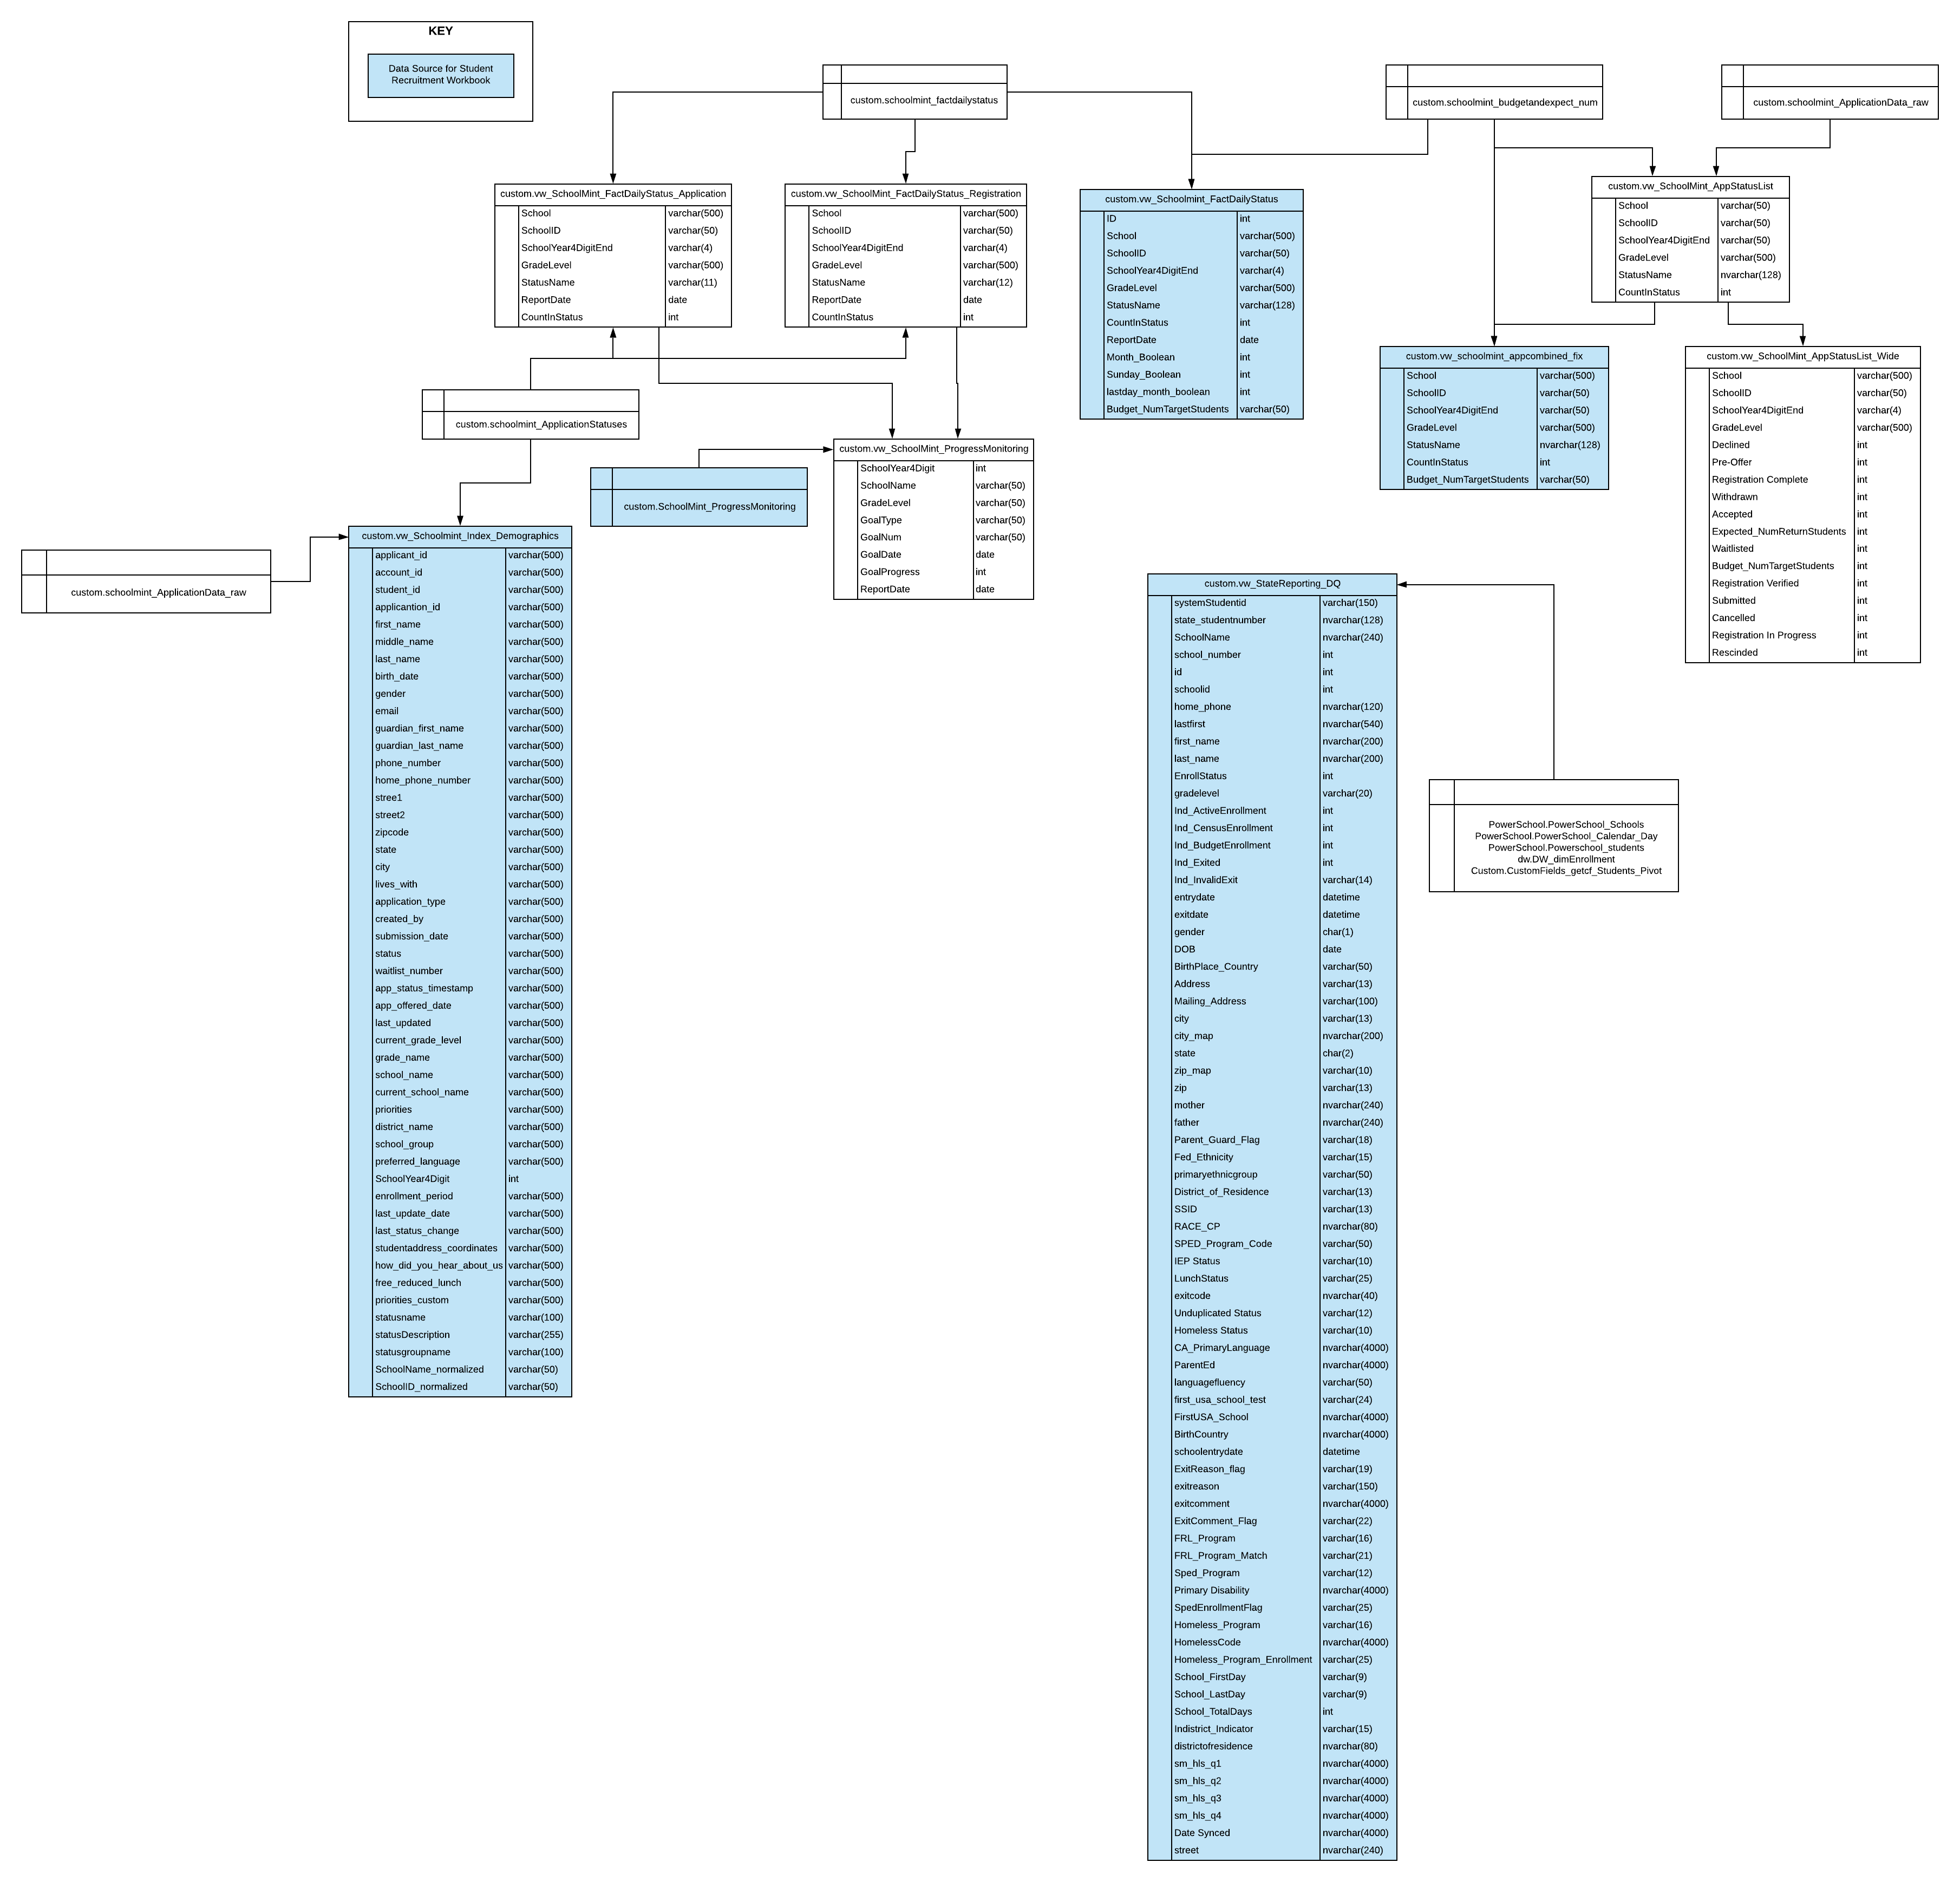 KEY
Data Source for Student
Recruitment Workbook
custom.schoolmint_factdailystatus
custom.schoolmint_budgetandexpect_num
custom.schoolmint_ApplicationData_raw
custom.vw_SchoolMint_FactDailyStatus_Application
School varchar(500)
SchoolID varchar(50)
SchoolYear4DigitEnd varchar(4)
GradeLevel varchar(500)
StatusName varchar(11)
ReportDate date
CountInStatus int
custom.vw_SchoolMint_FactDailyStatus_Registration
School varchar(500)
SchoolID varchar(50)
SchoolYear4DigitEnd varchar(4)
GradeLevel varchar(500)
StatusName varchar(12)
ReportDate date
CountInStatus int
custom.vw_Schoolmint_FactDailyStatus
ID int
School varchar(500)
SchoolID varchar(50)
SchoolYear4DigitEnd varchar(4)
GradeLevel varchar(500)
StatusName varchar(128)
CountInStatus int
ReportDate date
Month_Boolean int
Sunday_Boolean int
lastday_month_boolean int
Budget_NumTargetStudents varchar(50)
custom.vw_SchoolMint_AppStatusList
School varchar(50)
SchoolID varchar(50)
SchoolYear4DigitEnd varchar(50)
GradeLevel varchar(500)
StatusName nvarchar(128)
CountInStatus int
custom.vw_schoolmint_appcombined_fix
School varchar(500)
SchoolID varchar(50)
SchoolYear4DigitEnd varchar(50)
GradeLevel varchar(500)
StatusName nvarchar(128)
CountInStatus int
Budget_NumTargetStudents varchar(50)
custom.vw_SchoolMint_AppStatusList_Wide
School varchar(500)
SchoolID varchar(50)
SchoolYear4DigitEnd varchar(4)
GradeLevel varchar(500)
Declined int
Pre-Offer int
Registration Complete int
Withdrawn int
Accepted int
Expected_NumReturnStudents int
Waitlisted int
Budget_NumTargetStudents int
Registration Verified int
Submitted int
Cancelled int
Registration In Progress int
Rescinded int
custom.schoolmint_ApplicationStatuses
custom.SchoolMint_ProgressMonitoring
custom.vw_SchoolMint_ProgressMonitoring
SchoolYear4Digit int
SchoolName varchar(50)
GradeLevel varchar(50)
GoalType varchar(50)
GoalNum varchar(50)
GoalDate date
GoalProgress int
ReportDate date
custom.schoolmint_ApplicationData_raw
custom.vw_Schoolmint_Index_Demographics
applicant_id varchar(500)
account_id varchar(500)
student_id varchar(500)
applicantion_id varchar(500)
first_name varchar(500)
middle_name varchar(500)
last_name varchar(500)
birth_date varchar(500)
gender varchar(500)
email varchar(500)
guardian_first_name varchar(500)
guardian_last_name varchar(500)
phone_number varchar(500)
home_phone_number varchar(500)
stree1 varchar(500)
street2 varchar(500)
zipcode varchar(500)
state varchar(500)
city varchar(500)
lives_with varchar(500)
application_type varchar(500)
created_by varchar(500)
submission_date varchar(500)
status varchar(500)
waitlist_number varchar(500)
app_status_timestamp varchar(500)
app_offered_date varchar(500)
last_updated varchar(500)
current_grade_level varchar(500)
grade_name varchar(500)
school_name varchar(500)
current_school_name varchar(500)
priorities varchar(500)
district_name varchar(500)
school_group varchar(500)
preferred_language varchar(500)
SchoolYear4Digit int
enrollment_period varchar(500)
last_update_date varchar(500)
last_status_change varchar(500)
studentaddress_coordinates varchar(500)
how_did_you_hear_about_us varchar(500)
free_reduced_lunch varchar(500)
priorities_custom varchar(500)
statusname varchar(100)
statusDescription varchar(255)
statusgroupname varchar(100)
SchoolName_normalized varchar(50)
SchoolID_normalized varchar(50)
custom.vw_StateReporting_DQ
systemStudentid varchar(150)
state_studentnumber nvarchar(128)
SchoolName nvarchar(240)
school_number int
id int
schoolid int
home_phone nvarchar(120)
lastfirst nvarchar(540)
first_name nvarchar(200)
last_name nvarchar(200)
EnrollStatus int
gradelevel varchar(20)
Ind_ActiveEnrollment int
Ind_CensusEnrollment int
Ind_BudgetEnrollment int
Ind_Exited int
Ind_InvalidExit varchar(14)
entrydate datetime
exitdate datetime
gender char(1)
DOB date
BirthPlace_Country varchar(50)
Address varchar(13)
Mailing_Address varchar(100)
city varchar(13)
city_map nvarchar(200)
state char(2)
zip_map varchar(10)
zip varchar(13)
mother nvarchar(240)
father nvarchar(240)
Parent_Guard_Flag varchar(18)
Fed_Ethnicity varchar(15)
primaryethnicgroup varchar(50)
District_of_Residence varchar(13)
SSID varchar(13)
RACE_CP nvarchar(80)
SPED_Program_Code varchar(50)
IEP Status varchar(10)
LunchStatus varchar(25)
exitcode nvarchar(40)
Unduplicated Status varchar(12)
Homeless Status varchar(10)
CA_PrimaryLanguage nvarchar(4000)
ParentEd nvarchar(4000)
languagefluency varchar(50)
first_usa_school_test varchar(24)
FirstUSA_School nvarchar(4000)
BirthCountry nvarchar(4000)
schoolentrydate datetime
ExitReason_flag varchar(19)
exitreason varchar(150)
exitcomment nvarchar(4000)
ExitComment_Flag varchar(22)
FRL_Program varchar(16)
FRL_Program_Match varchar(21)
Sped_Program varchar(12)
Primary Disability nvarchar(4000)
SpedEnrollmentFlag varchar(25)
Homeless_Program varchar(16)
HomelessCode nvarchar(4000)
Homeless_Program_Enrollment varchar(25)
School_FirstDay varchar(9)
School_LastDay varchar(9)
School_TotalDays int
Indistrict_Indicator varchar(15)
districtofresidence nvarchar(80)
sm_hls_q1 nvarchar(4000)
sm_hls_q2 nvarchar(4000)
sm_hls_q3 nvarchar(4000)
sm_hls_q4 nvarchar(4000)
Date Synced nvarchar(4000)
street nvarchar(240)
PowerSchool.PowerSchool_Schools
PowerSchool.PowerSchool_Calendar_Day
PowerSchool.Powerschool_students
dw.DW_dimEnrollment
Custom.CustomFields_getcf_Students_Pivot